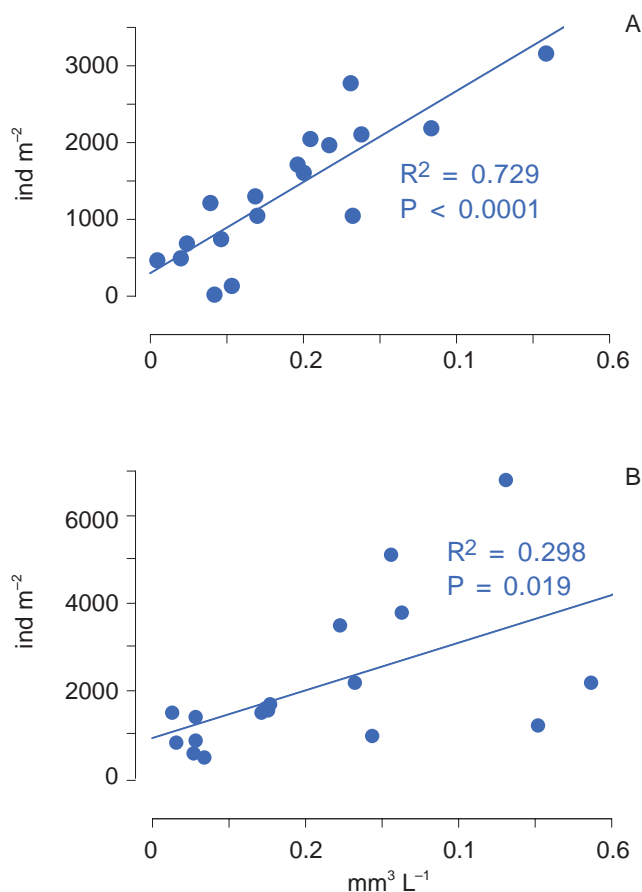 A
3000
2000
1000
0
ind m⁻²
R² = 0.729
P < 0.0001
0 0.2 0.1 0.6
B
6000
4000
2000
0
ind m⁻²
R² = 0.298
P = 0.019
0 0.2 0.1 0.6
mm³ L⁻¹